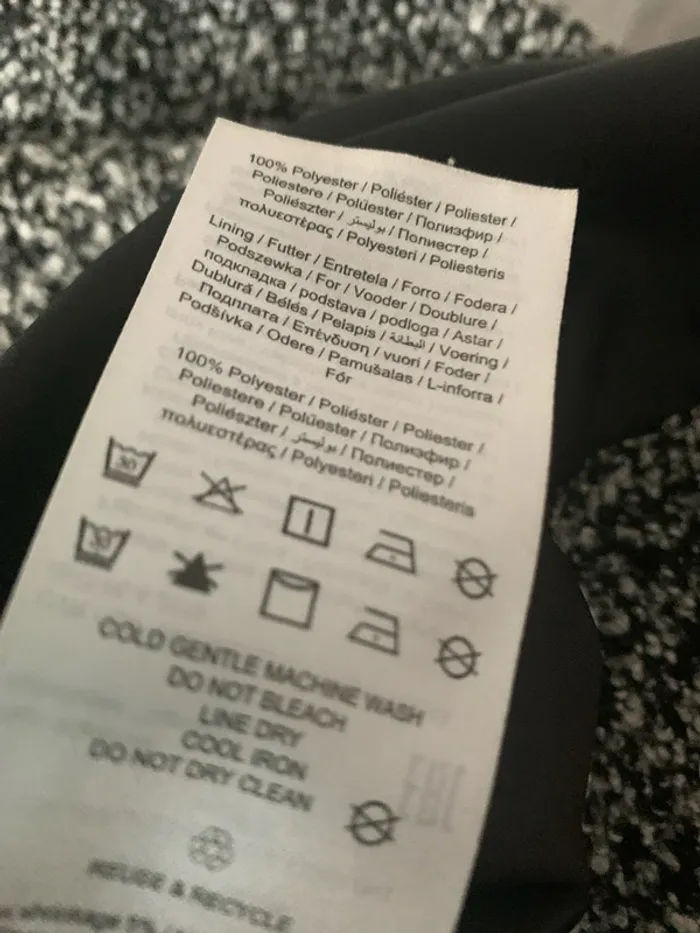 100% Polyester / Poliéster / Poliester /
Poliestere / Polüester / Полиэфир /
Poliészter / بوليستر / Полиестер /
πολυεστέρας / Polyesteri / Poliesteris
Lining / Futter / Entretela / Forro / Fodera /
Podszewka / For / Vooder / Doublure /
подкладка / podstava / podloga / Astar /
Dublură / Bélés / Pelapis / البطانة / Voering /
Подплата / Επένδυση / vuori / Foder /
Podšívka / Odere / Pamušalas / L-inforra /
Fór
100% Polyester / Poliéster / Poliester /
Poliestere / Polüester / Полиэфир /
Poliészter / بوليستر / Полиестер /
πολυεστέρας / Polyesteri / Poliesteris
30
30
COLD GENTLE MACHINE WASH
DO NOT BLEACH
LINE DRY
COOL IRON
DO NOT DRY CLEAN
REUSE & RECYCLE
shrinkage